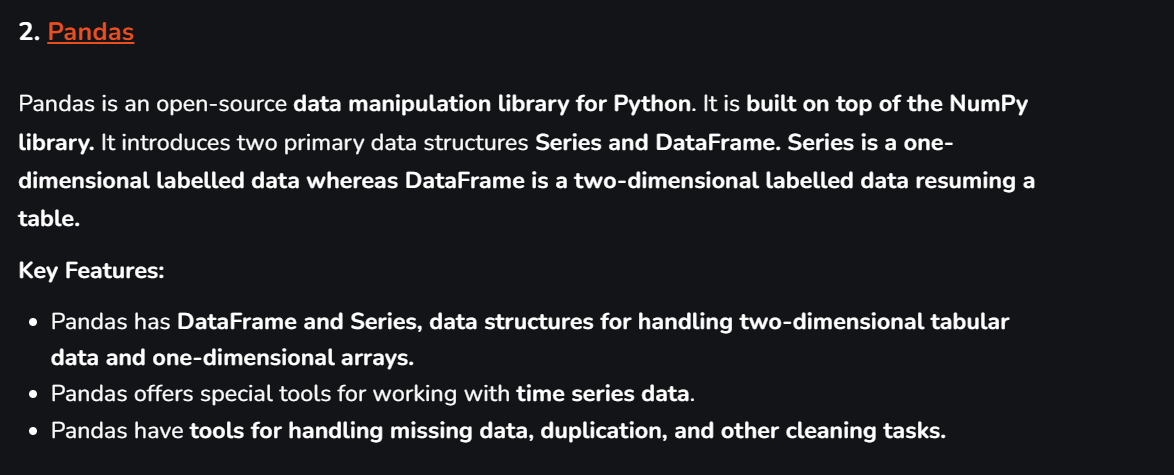 2. Pandas
Pandas is an open-source data manipulation library for Python. It is built on top of the NumPy
library. It introduces two primary data structures Series and DataFrame. Series is a one-
dimensional labelled data whereas DataFrame is a two-dimensional labelled data resuming a
table.
Key Features:
• Pandas has DataFrame and Series, data structures for handling two-dimensional tabular
data and one-dimensional arrays.
• Pandas offers special tools for working with time series data.
• Pandas have tools for handling missing data, duplication, and other cleaning tasks.